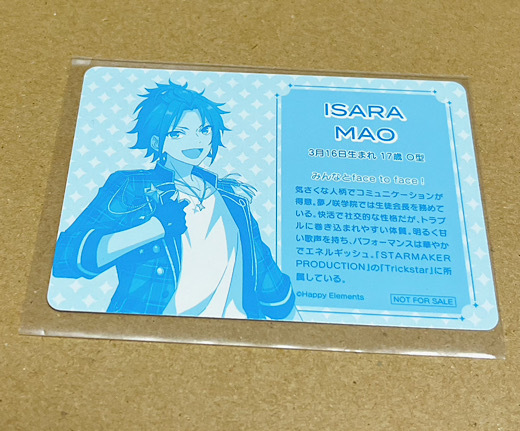 ISARA
MAO
3月16日生まれ 17歳 O型
みんなとface to face！
気さくな人柄でコミュニケーションが
得意。夢ノ咲学院では生徒会長を務めて
いる。快活で社交的な性格だが、トラブ
ルに巻き込まれやすい体質。明るく甘
い歌声を持ち、パフォーマンスは華やか
でエネルギッシュ。「STARMAKER
PRODUCTION」の「Trickstar」に所
属している。
©Happy Elements
NOT FOR SALE